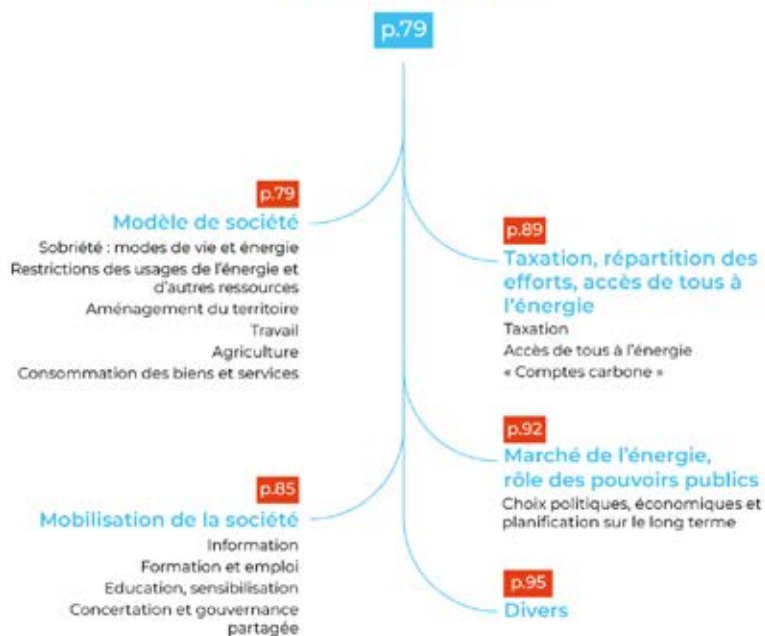 p.79
p.79
Modèle de société
Sobriété : modes de vie et énergie
Restrictions des usages de l'énergie et
d'autres ressources
Aménagement du territoire
Travail
Agriculture
Consommation des biens et services
p.85
Mobilisation de la société
Information
Formation et emploi
Education, sensibilisation
Concertation et gouvernance
partagée
p.89
Taxation, répartition des
efforts, accès de tous à
l'énergie
Taxation
Accès de tous à l'énergie
« Comptes carbone »
p.92
Marché de l'énergie,
rôle des pouvoirs publics
Choix politiques, économiques et
planification sur le long terme
p.95
Divers